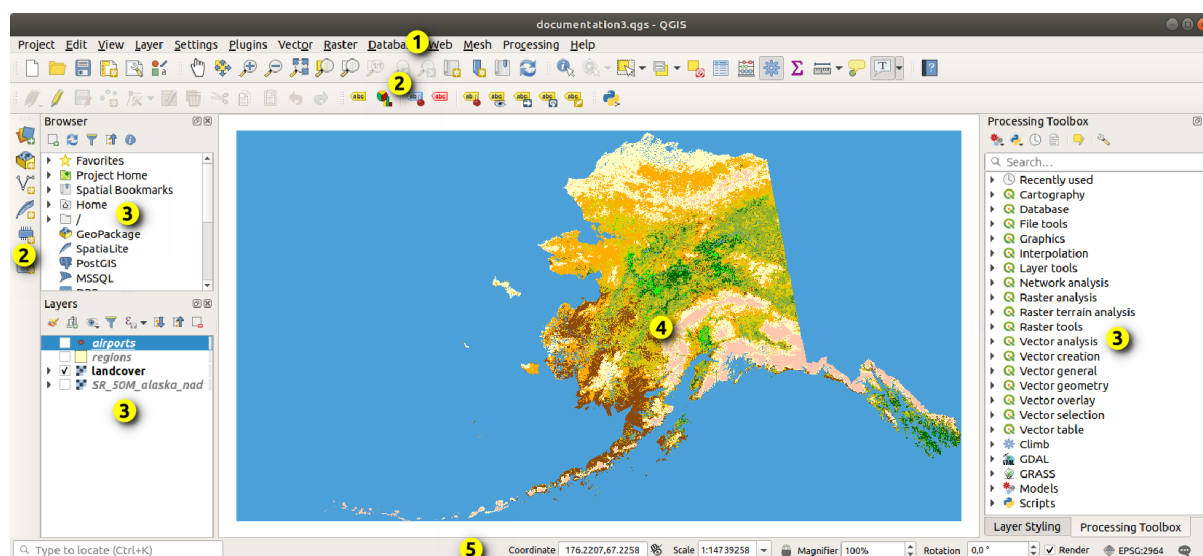 documentation3.qgs - QGIS
Project Edit View Layer Settings Plugins Vector Raster Database Web Mesh Processing Help
1
2
abc abc
Browser
Favorites
Project Home
Spatial Bookmarks
Home
/
GeoPackage
SpatiaLite
PostGIS
MSSQL
3
2
Layers
airports
regions
landcover
SR_50M_alaska_nad
3
4
Processing Toolbox
Search...
Recently used
Cartography
Database
File tools
Graphics
Interpolation
Layer tools
Network analysis
Raster analysis
Raster terrain analysis
Raster tools
Vector analysis
Vector creation
Vector general
Vector geometry
Vector overlay
Vector selection
Vector table
Climb
GDAL
GRASS
Models
Scripts
3
Layer Styling Processing Toolbox
Type to locate (Ctrl+K)
5
Coordinate 176.2207,67.2258 Scale 1:14739258 Magnifier 100% Rotation 0,0 ° Render EPSG:2964